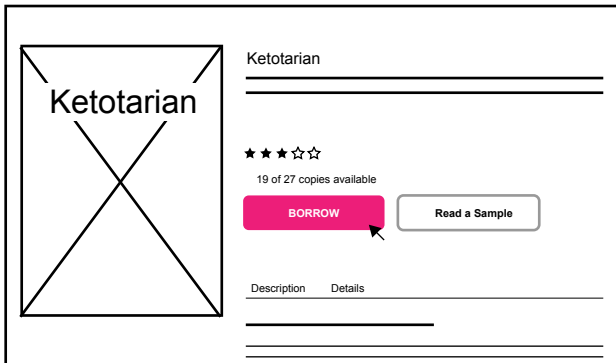 Ketotarian
Ketotarian
19 of 27 copies available
BORROW
Read a Sample
Description
Details